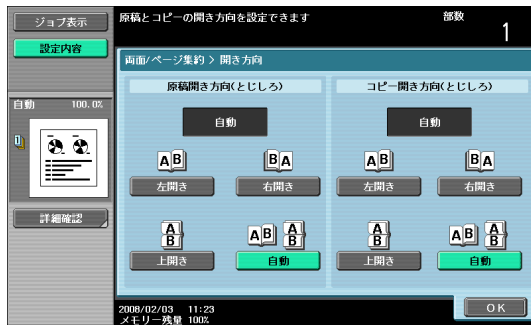 ジョブ表示
原稿とコピーの開き方向を設定できます
部数
1
設定内容
両面/ページ集約 > 開き方向
原稿開き方向(とじしろ)
コピー開き方向(とじしろ)
自動 100.0%
自動
自動
1
AB
BA
AB
BA
左開き
右開き
左開き
右開き
A
B
AB
A
B
A
B
AB
A
B
詳細確認
上開き
自動
上開き
自動
2008/02/03 11:23
メモリー残量 100%
OK